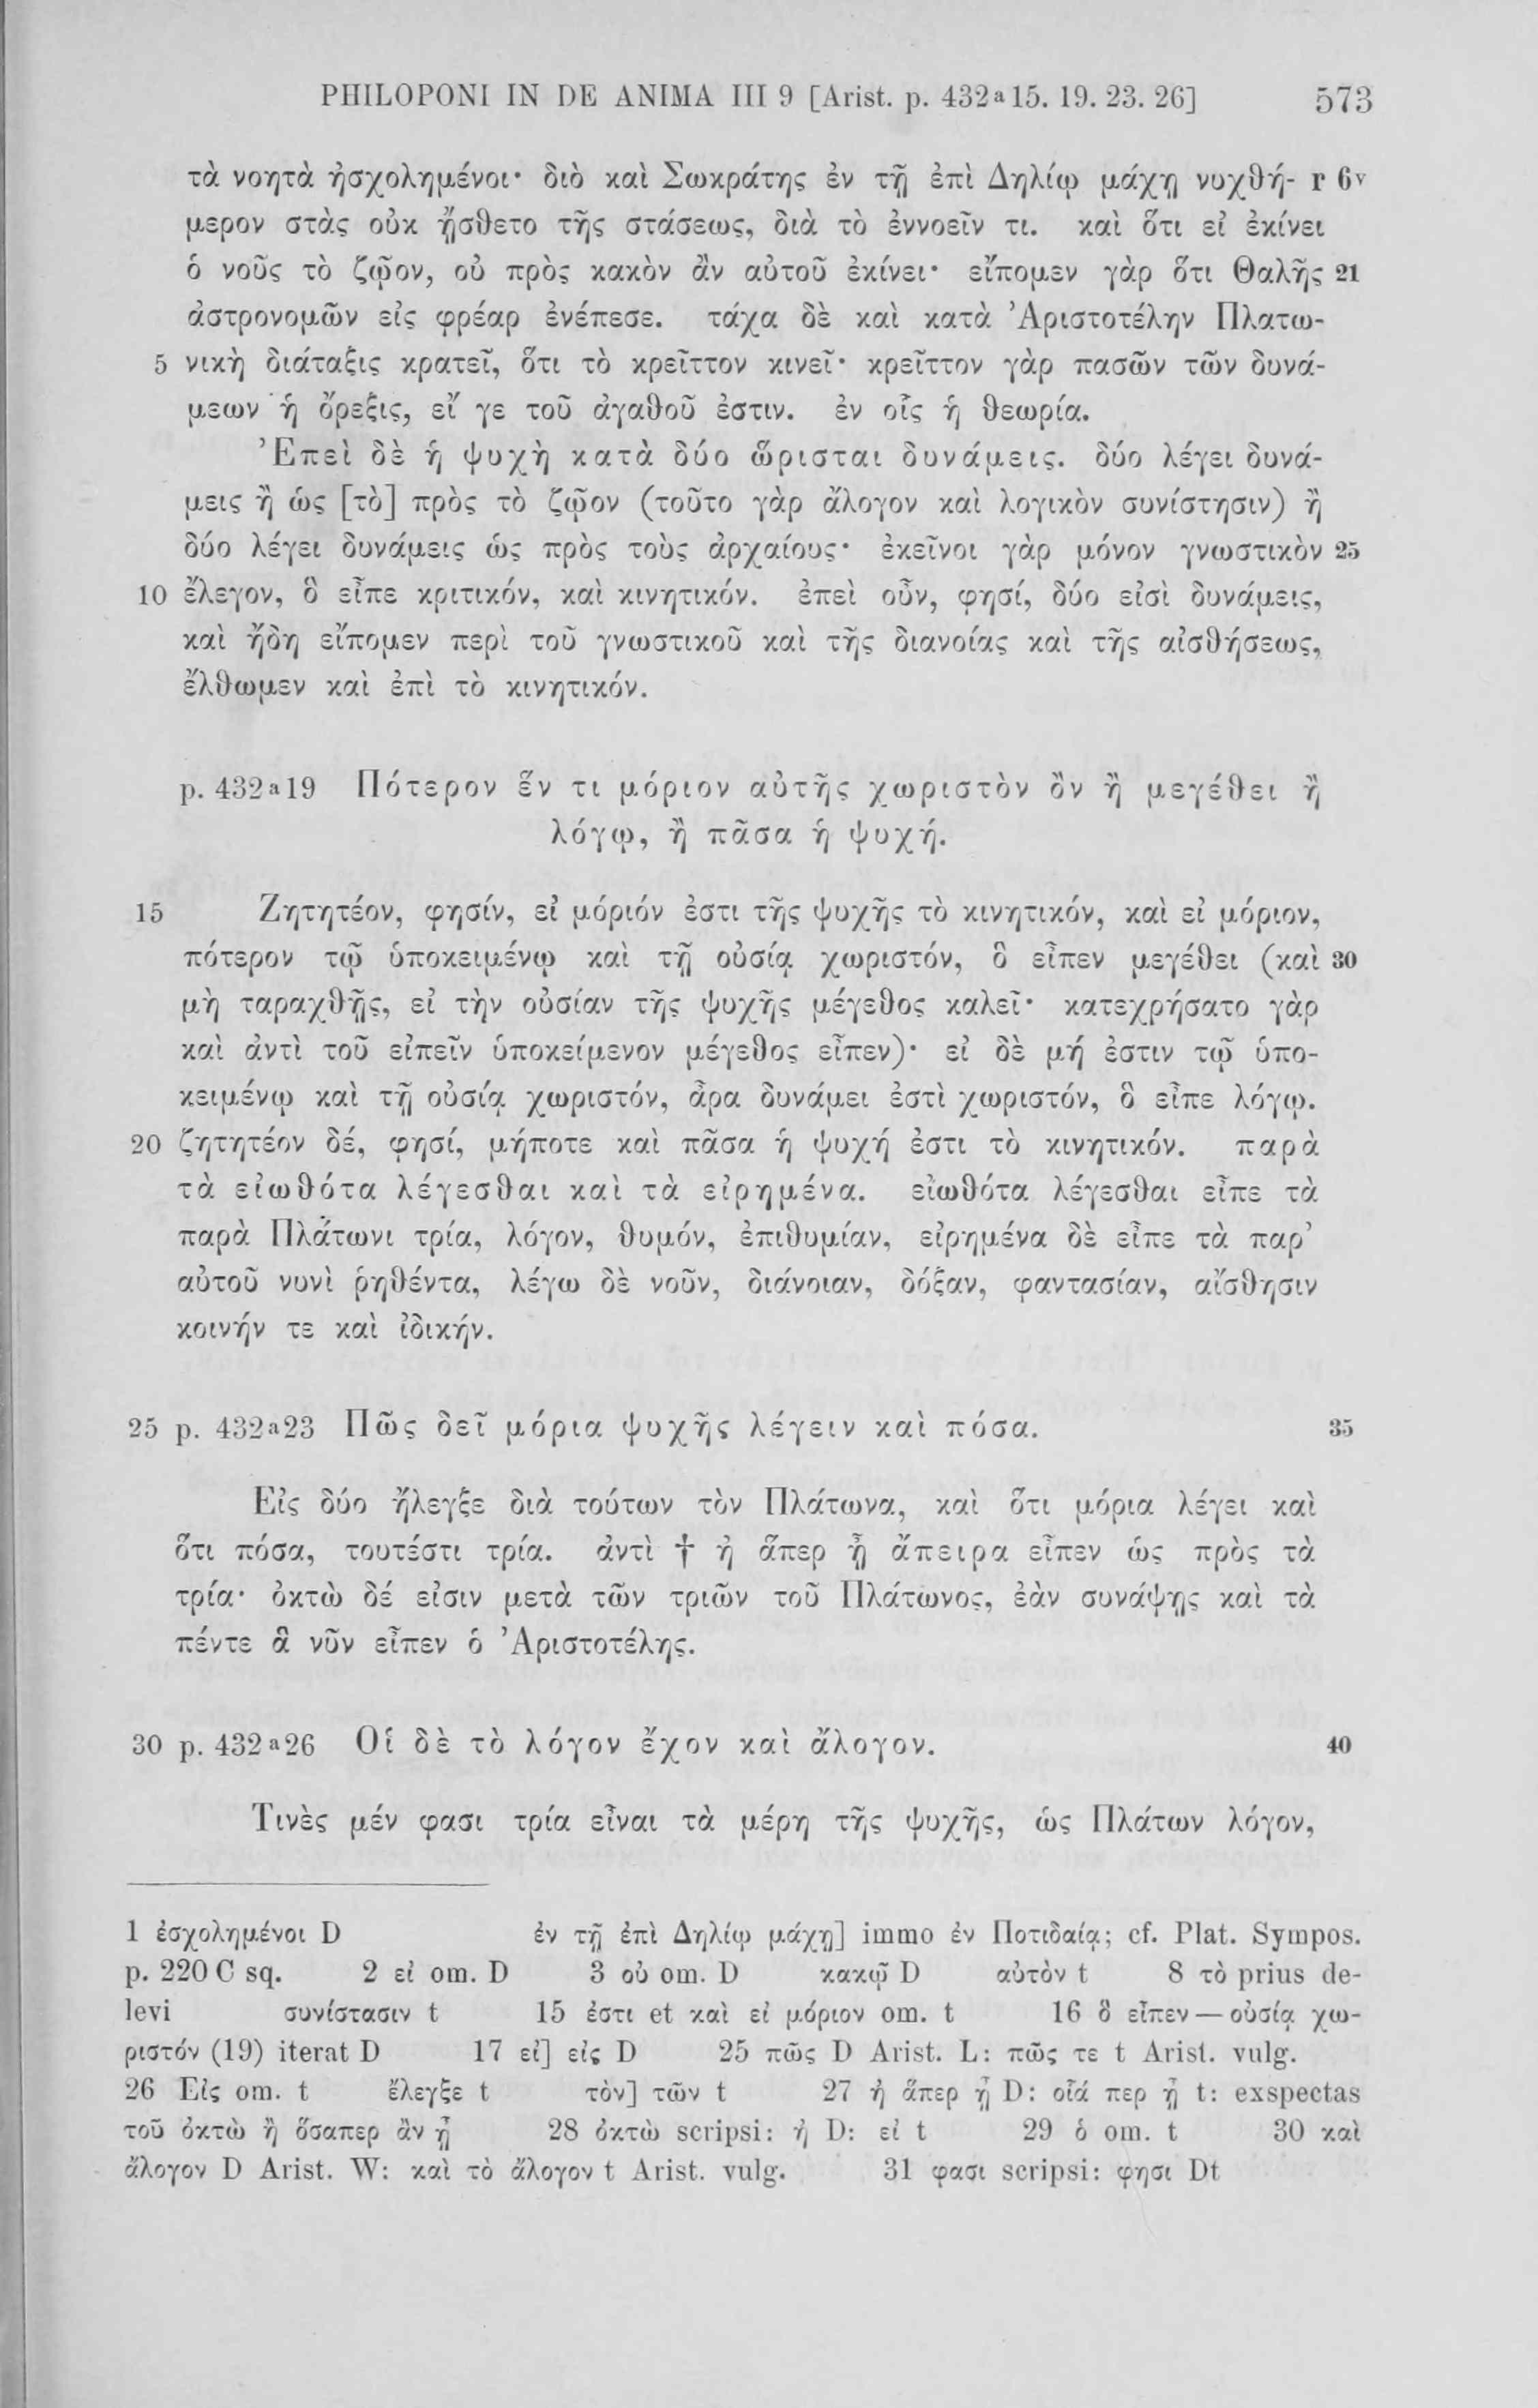 PHILOPONI IN DE ANIMA III 9 [Arist. p. 432ª15. 19. 23. 26] 573
τὰ νοητὰ ἠσχολημένοι· διὸ καὶ Σωκράτης ἐν τῇ ἐπὶ Δηλίῳ μάχῃ νυχθή- r 6v
μερον στὰς οὐκ ᾔσθετο τῆς στάσεως, διὰ τὸ ἐννοεῖν τι. καὶ ὅτι εἰ ἐκίνει
ὁ νοῦς τὸ ζῷον, οὐ πρὸς κακὸν ἂν αὐτοῦ ἐκίνει· εἴπομεν γὰρ ὅτι Θαλῆς 21
ἀστρονομῶν εἰς φρέαρ ἐνέπεσε. τάχα δὲ καὶ κατὰ Ἀριστοτέλην Πλατω-
5 νικὴ διάταξις κρατεῖ, ὅτι τὸ κρεῖττον κινεῖ· κρεῖττον γὰρ πασῶν τῶν δυνά-
μεων ἡ ὄρεξις, εἴ γε τοῦ ἀγαθοῦ ἐστιν. ἐν οἷς ἡ θεωρία.
Ἐπεὶ δὲ ἡ ψυχὴ κατὰ δύο ὥρισται δυνάμεις. δύο λέγει δυνά-
μεις ἢ ὡς [τὸ] πρὸς τὸ ζῷον (τοῦτο γὰρ ἄλογον καὶ λογικὸν συνίστησιν) ἢ
δύο λέγει δυνάμεις ὡς πρὸς τοὺς ἀρχαίους· ἐκεῖνοι γὰρ μόνον γνωστικὸν 25
10 ἔλεγον, ὃ εἶπε κριτικόν, καὶ κινητικόν. ἐπεὶ οὖν, φησί, δύο εἰσὶ δυνάμεις,
καὶ ἤδη εἴπομεν περὶ τοῦ γνωστικοῦ καὶ τῆς διανοίας καὶ τῆς αἰσθήσεως,
ἔλθωμεν καὶ ἐπὶ τὸ κινητικόν.
p. 432ª19 Πότερον ἕν τι μόριον αὐτῆς χωριστὸν ὂν ἢ μεγέθει ἢ
λόγῳ, ἢ πᾶσα ἡ ψυχή.
15 Ζητητέον, φησίν, εἰ μόριόν ἐστι τῆς ψυχῆς τὸ κινητικόν, καὶ εἰ μόριον,
πότερον τῷ ὑποκειμένῳ καὶ τῇ οὐσίᾳ χωριστόν, ὃ εἶπεν μεγέθει (καὶ 30
μὴ ταραχθῇς, εἰ τὴν οὐσίαν τῆς ψυχῆς μέγεθος καλεῖ· κατεχρήσατο γὰρ
καὶ ἀντὶ τοῦ εἰπεῖν ὑποκείμενον μέγεθος εἶπεν)· εἰ δὲ μή ἐστιν τῷ ὑπο-
κειμένῳ καὶ τῇ οὐσίᾳ χωριστόν, ἆρα δυνάμει ἐστὶ χωριστόν, ὃ εἶπε λόγῳ.
20 ζητητέον δέ, φησί, μήποτε καὶ πᾶσα ἡ ψυχή ἐστι τὸ κινητικόν. παρὰ
τὰ εἰωθότα λέγεσθαι καὶ τὰ εἰρημένα. εἰωθότα λέγεσθαι εἶπε τὰ
παρὰ Πλάτωνι τρία, λόγον, θυμόν, ἐπιθυμίαν, εἰρημένα δὲ εἶπε τὰ παρ’
αὐτοῦ νυνὶ ῥηθέντα, λέγω δὲ νοῦν, διάνοιαν, δόξαν, φαντασίαν, αἴσθησιν
κοινήν τε καὶ ἰδικήν.
25 p. 432ª23 Πῶς δεῖ μόρια ψυχῆς λέγειν καὶ πόσα. 35
Εἰς δύο ἤλεγξε διὰ τούτων τὸν Πλάτωνα, καὶ ὅτι μόρια λέγει καὶ
ὅτι πόσα, τουτέστι τρία. ἀντὶ † ἡ ἅπερ ᾖ ἄπειρα εἶπεν ὡς πρὸς τὰ
τρία· ὀκτὼ δέ εἰσιν μετὰ τῶν τριῶν τοῦ Πλάτωνος, ἐὰν συνάψῃς καὶ τὰ
πέντε ἃ νῦν εἶπεν ὁ Ἀριστοτέλης.
30 p. 432ª26 Οἱ δὲ τὸ λόγον ἔχον καὶ ἄλογον. 40
Τινὲς μέν φασι τρία εἶναι τὰ μέρη τῆς ψυχῆς, ὡς Πλάτων λόγον,
1 ἐσχολημένοι D ἐν τῇ ἐπὶ Δηλίῳ μάχῃ] immo ἐν Ποτιδαίᾳ; cf. Plat. Sympos.
p. 220 C sq. 2 εἰ om. D 3 οὐ om. D κακῷ D αὐτὸν t 8 τὸ prius de-
levi συνίστασιν t 15 ἐστι et καὶ εἰ μόριον om. t 16 ὃ εἶπεν — οὐσίᾳ χω-
ριστόν (19) iterat D 17 εἰ] εἰς D 25 πῶς D Arist. L: πῶς τε t Arist. vulg.
26 Εἰς om. t ἔλεγξε t τὸν] τῶν t 27 ἡ ἅπερ ᾖ D: οἷά περ ᾖ t: exspectas
τοῦ ὀκτὼ ἢ ὅσαπερ ἂν ᾖ 28 ὀκτὼ scripsi: ἡ D: εἰ t 29 ὁ om. t 30 καὶ
ἄλογον D Arist. W: καὶ τὸ ἄλογον t Arist. vulg. 31 φασι scripsi: φησι Dt